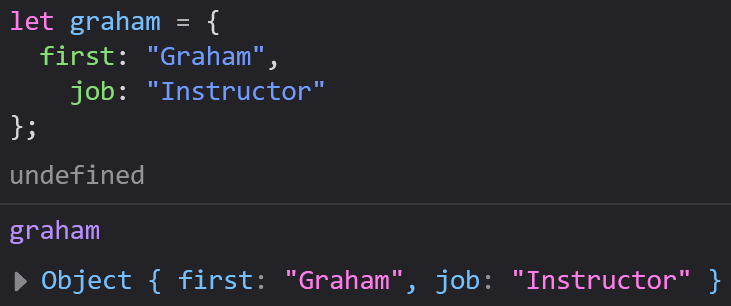 let graham = {
  first: "Graham",
    job: "Instructor"
};
undefined
graham
▶ Object { first: "Graham", job: "Instructor" }